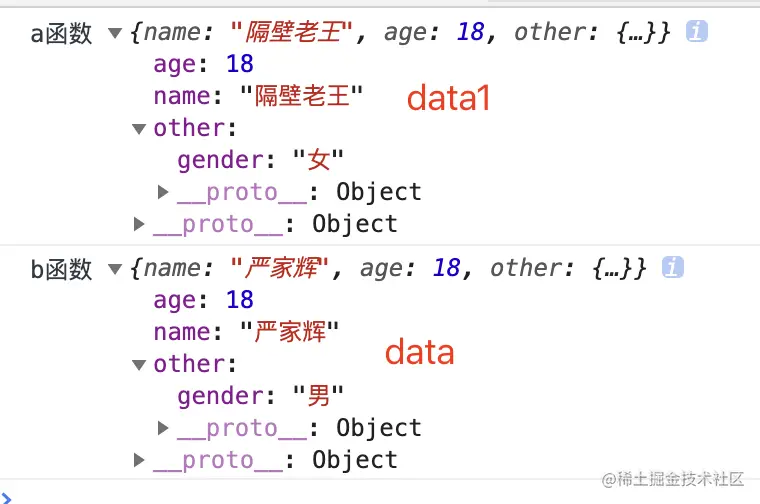 a函数 ▼{name: "隔壁老王", age: 18, other: {…}} i
age: 18
name: "隔壁老王"
data1
▼other:
gender: "女"
▶__proto__: Object
▶__proto__: Object
b函数 ▼{name: "严家辉", age: 18, other: {…}} i
age: 18
name: "严家辉"
data
▼other:
gender: "男"
▶__proto__: Object
▶__proto__: Object
@稀土掘金技术社区